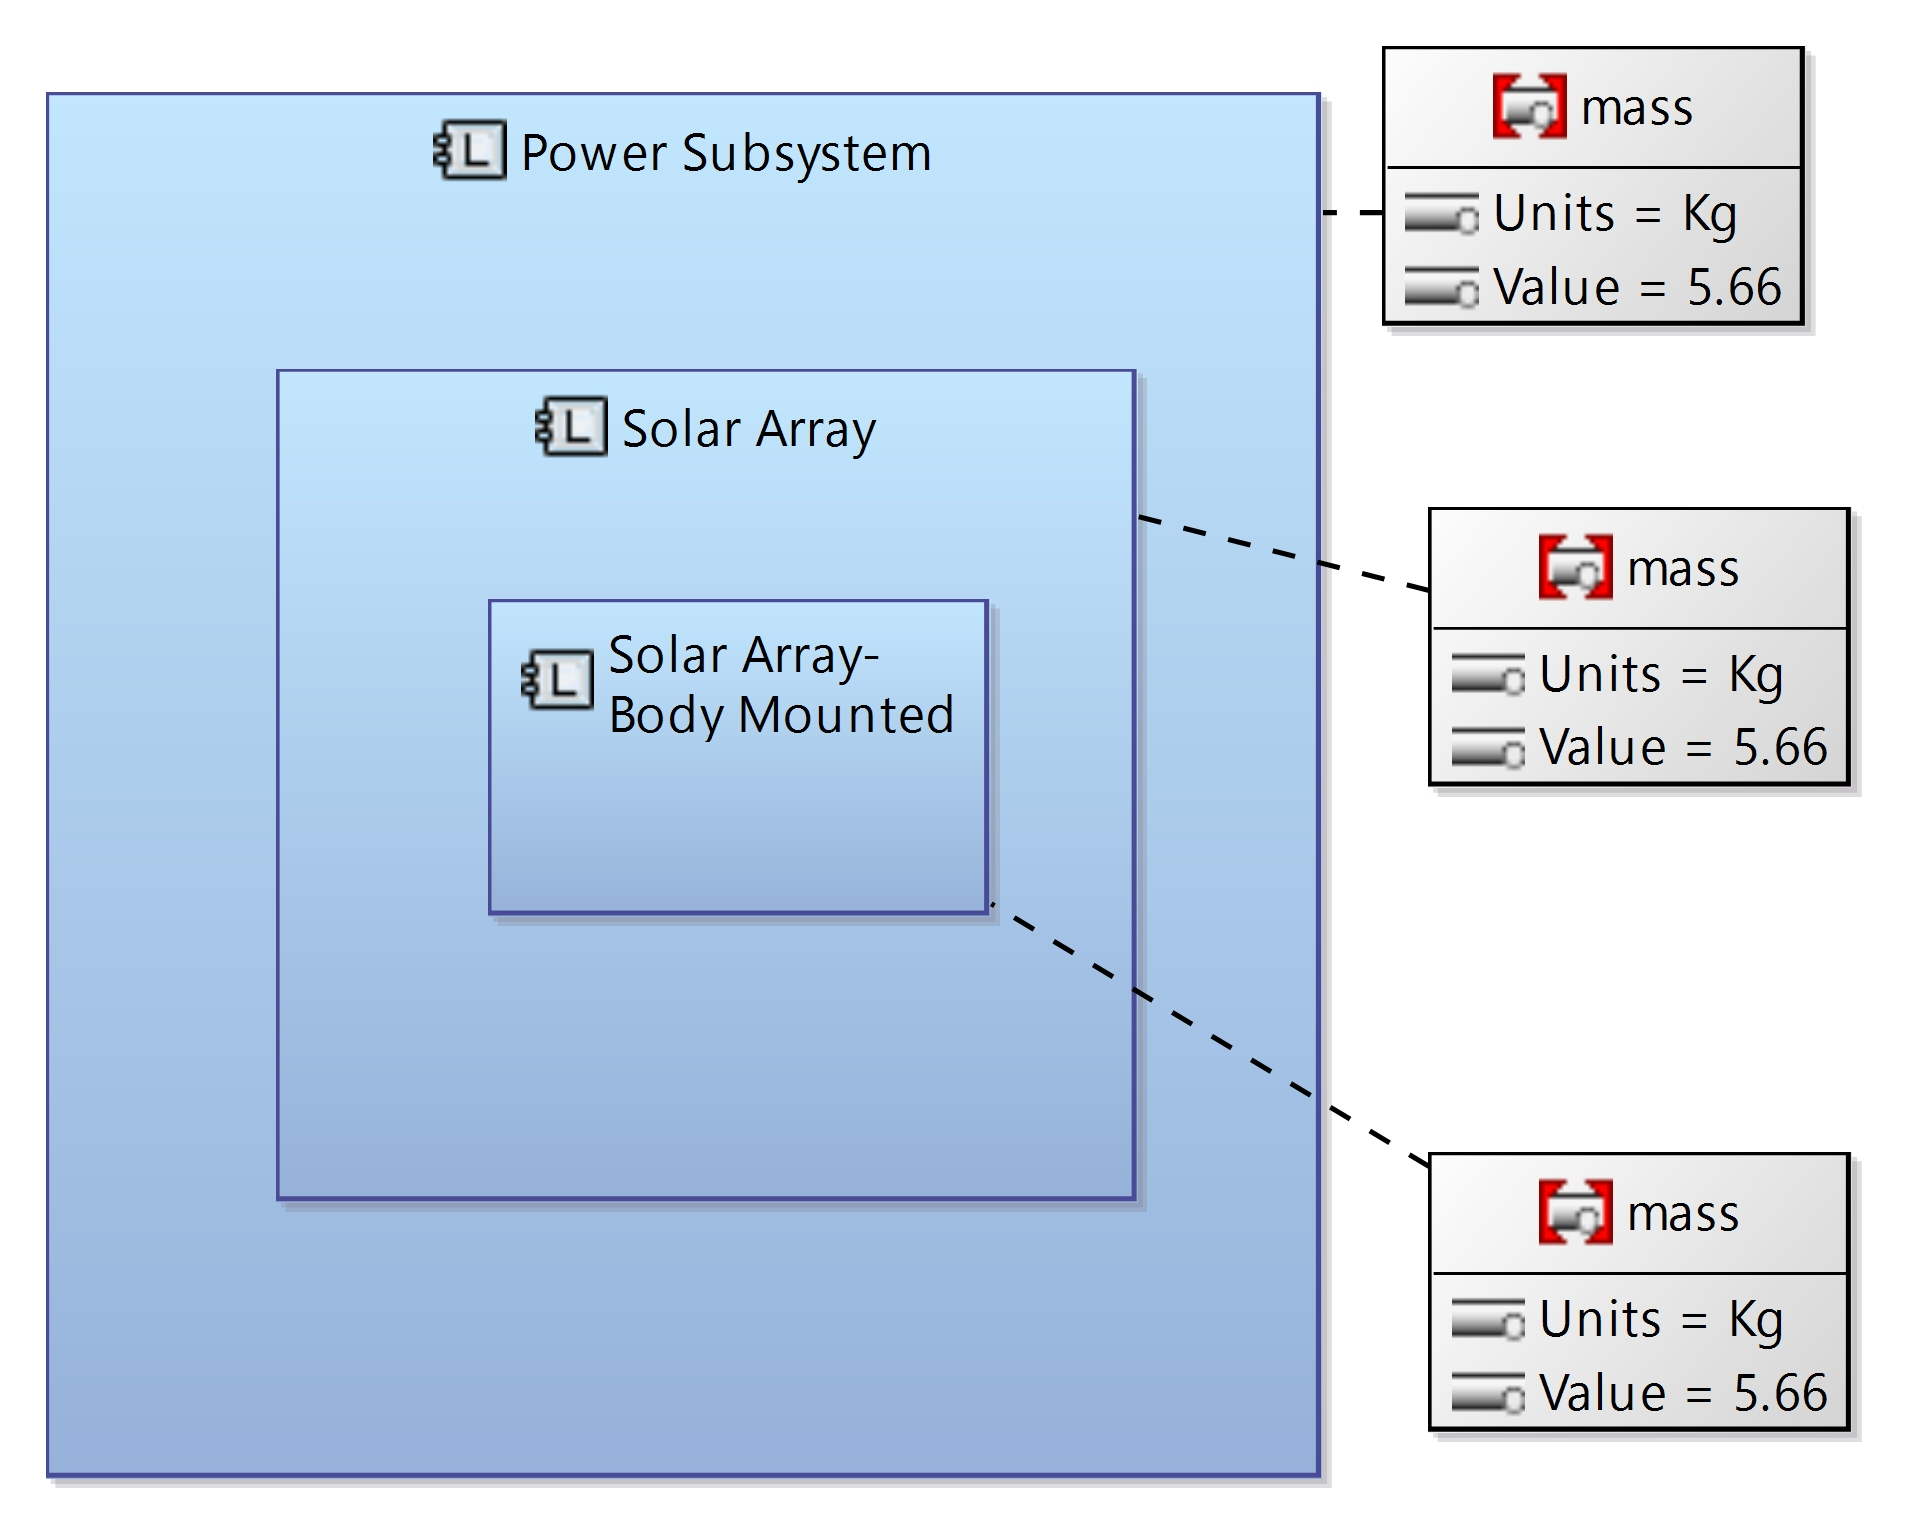 mass
Power Subsystem
Units = Kg
Value = 5.66
Solar Array
mass
Solar Array-
Body Mounted
Units = Kg
Value = 5.66
mass
Units = Kg
Value = 5.66